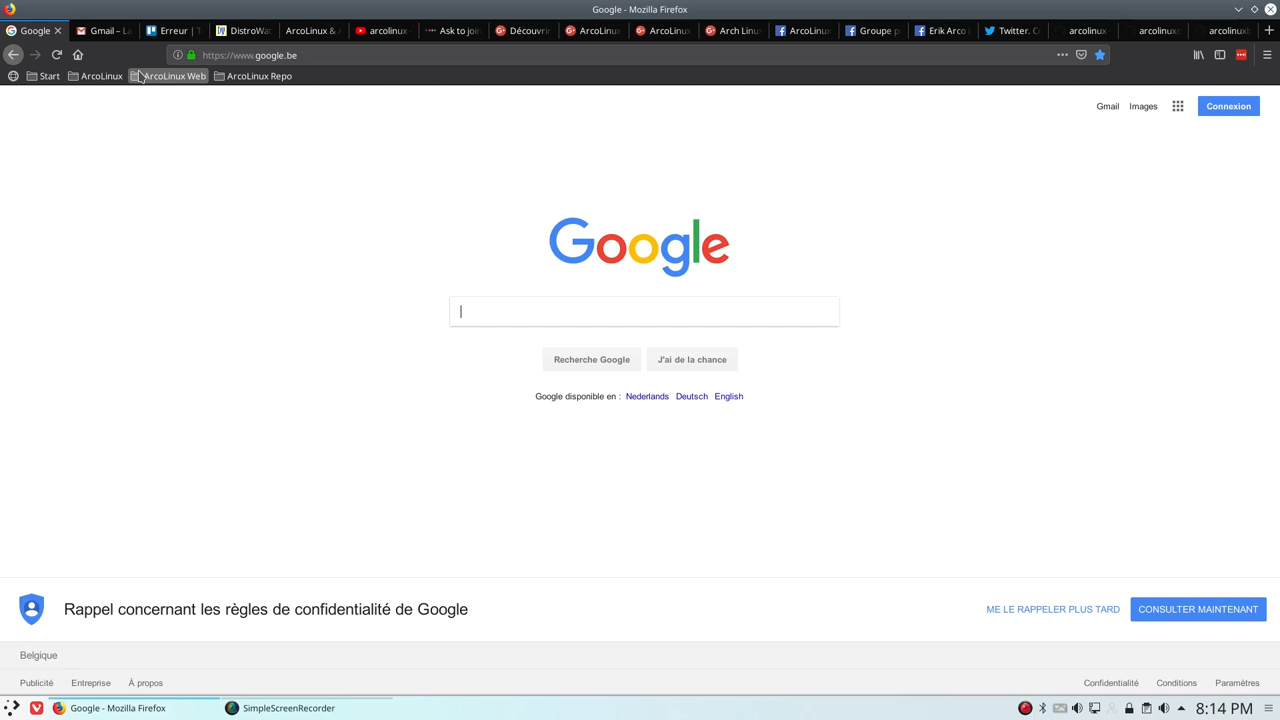 Google - Mozilla Firefox
Google
Gmail – La
Erreur | T
DistroWat
ArcoLinux & A
arcolinux -
Ask to join
Découvrir
ArcoLinux
ArcoLinux
Arch Linux
ArcoLinux
Groupe p
Erik Arco
Twitter. C
arcolinux
arcolinuxc
arcolinuxb
https://www.google.be
Start
ArcoLinux
ArcoLinux Web
ArcoLinux Repo
Gmail
Images
Connexion
Google
Recherche Google
J'ai de la chance
Google disponible en : Nederlands Deutsch English
Rappel concernant les règles de confidentialité de Google
ME LE RAPPELER PLUS TARD
CONSULTER MAINTENANT
Belgique
Publicité
Entreprise
À propos
Confidentialité
Conditions
Paramètres
Google - Mozilla Firefox
SimpleScreenRecorder
8:14 PM